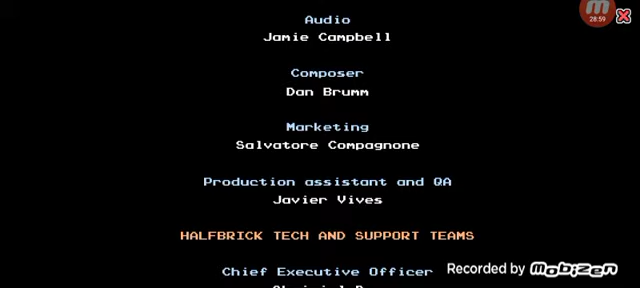 Audio
28:59
Jamie Campbell
Composer
Dan Brumm
Marketing
Salvatore Compagnone
Production assistant and QA
Javier Vives
HALFBRICK TECH AND SUPPORT TEAMS
Chief Executive Officer
Recorded by mobizen